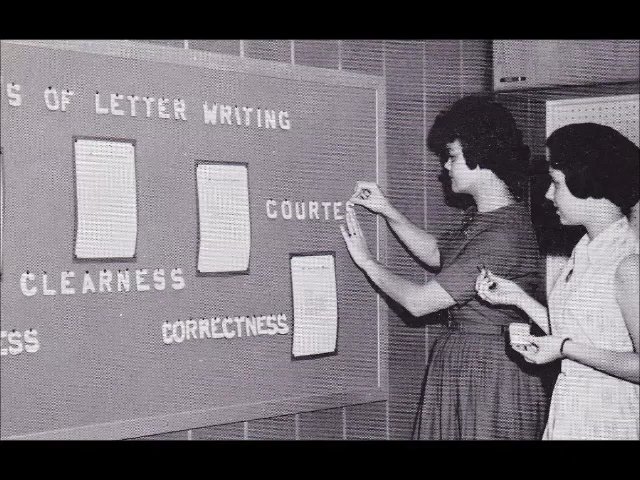 S OF LETTER WRITING
COURTES
CLEARNESS
CORRECTNESS
ESS